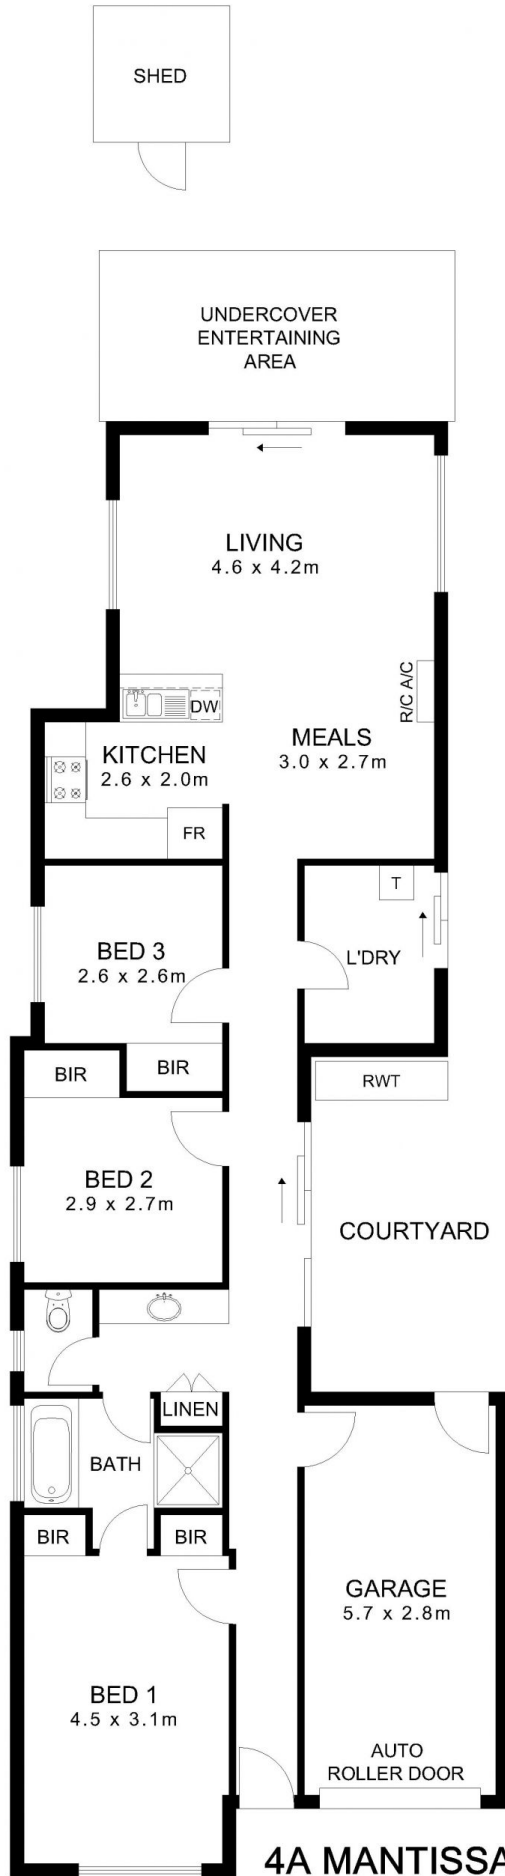 SHED
UNDERCOVER
ENTERTAINING
AREA
LIVING
4.6 x 4.2m
R/C A/C
DW
KITCHEN
2.6 x 2.0m
MEALS
3.0 x 2.7m
FR
T
BED 3
2.6 x 2.6m
L'DRY
BIR
BIR
RWT
BED 2
2.9 x 2.7m
COURTYARD
LINEN
BATH
BIR
BIR
GARAGE
5.7 x 2.8m
BED 1
4.5 x 3.1m
AUTO
ROLLER DOOR
4A MANTISSA